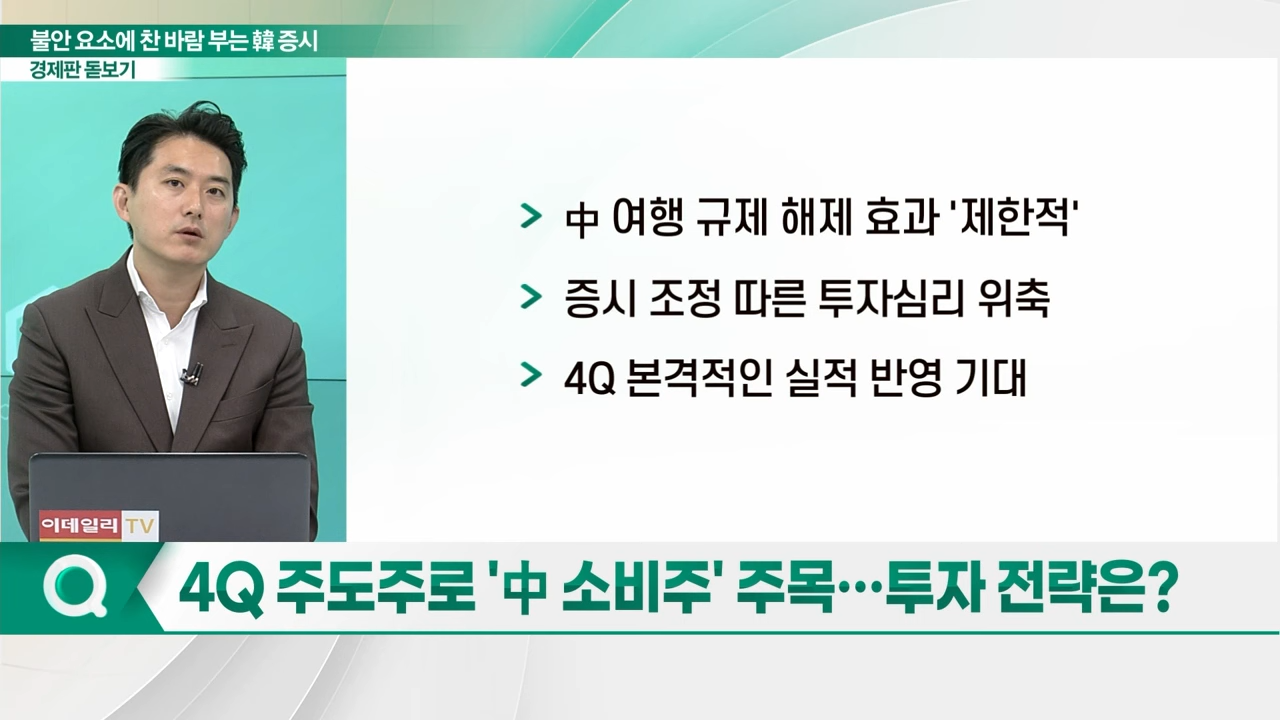 불안 요소에 찬 바람 부는 韓 증시
경제판 돋보기
> 中 여행 규제 해제 효과 '제한적'
> 증시 조정 따른 투자심리 위축
> 4Q 본격적인 실적 반영 기대
이데일리 TV
Q 4Q 주도주로 '中 소비주' 주목…투자 전략은?